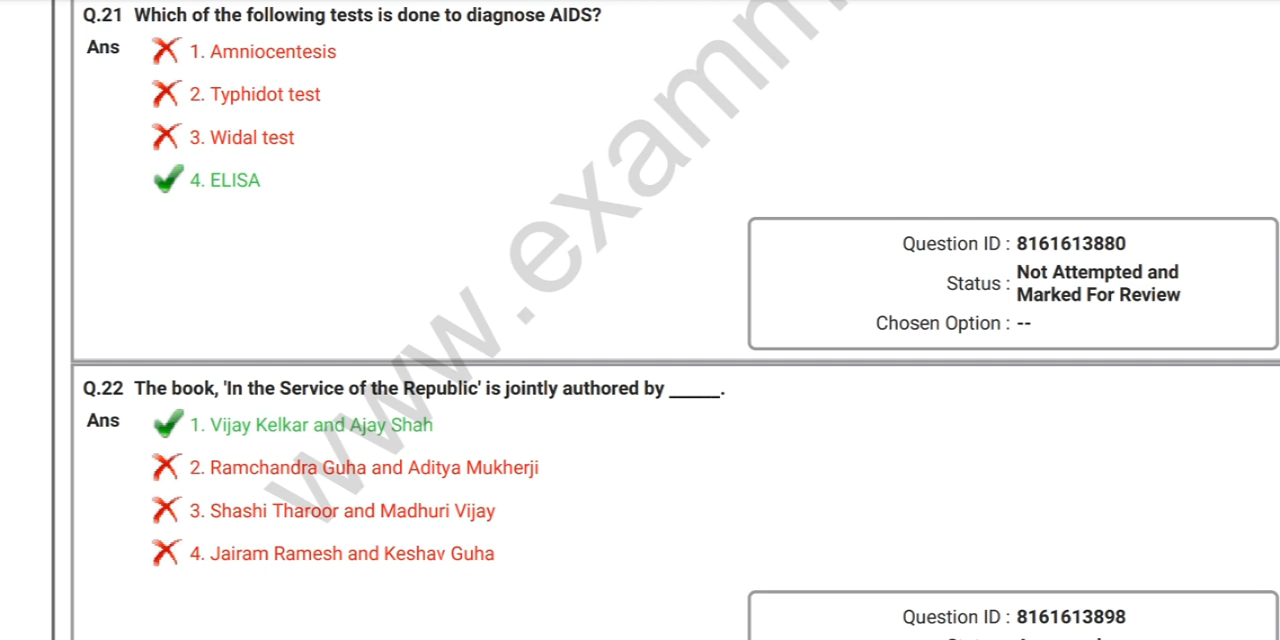 Q.21 Which of the following tests is done to diagnose AIDS?
Ans 1. Amniocentesis
2. Typhidot test
3. Widal test
4. ELISA
Question ID : 8161613880
Status : Not Attempted and
Marked For Review
Chosen Option : --
Q.22 The book, 'In the Service of the Republic' is jointly authored by _____.
Ans 1. Vijay Kelkar and Ajay Shah
2. Ramchandra Guha and Aditya Mukherji
3. Shashi Tharoor and Madhuri Vijay
4. Jairam Ramesh and Keshav Guha
Question ID : 8161613898
www.examm